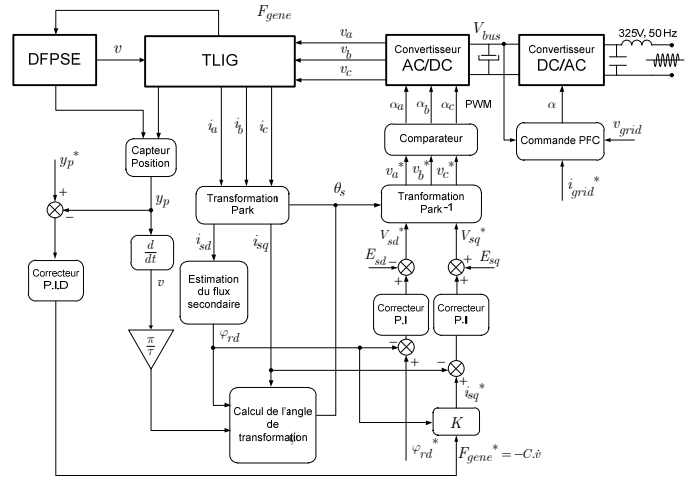 F_gene
DFPSE
v
TLIG
v_a
v_b
v_c
Convertisseur
AC/DC
V_bus
Convertisseur
DC/AC
325V, 50 Hz
α_a
α_b
α_c
PWM
α
i_a
i_b
i_c
Capteur
Position
Comparateur
Commande PFC
v_grid
y_p*
y_p
v_a*
v_b*
v_c*
i_grid*
θ_s
+
−
Transformation
Park
Tranformation
Park⁻¹
d/dt
i_sd
i_sq
V_sd*
V_sq*
E_sd
−
+
+
+
E_sq
Correcteur
P.I.D
v
Estimation
du flux
secondaire
Correcteur
P.I
Correcteur
P.I
π/τ
φ_rd
−
+
−
+
i_sq*
Calcul de l'angle
de transformation
K
φ_rd*
F_gene* = −C.v̇